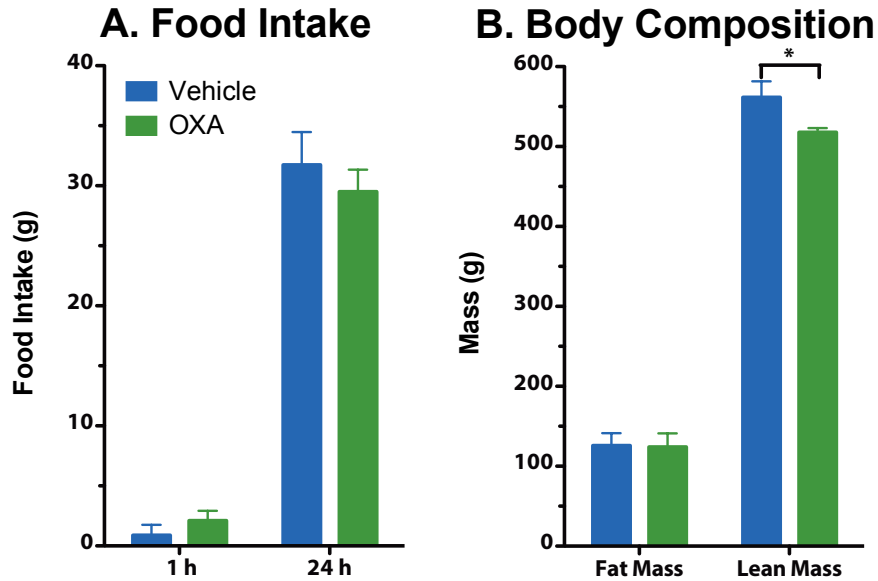 A. Food Intake
40
30
20
10
0
Food Intake (g)
Vehicle
OXA
1 h
24 h
B. Body Composition
600
500
400
300
200
100
0
Mass (g)
*
Fat Mass
Lean Mass